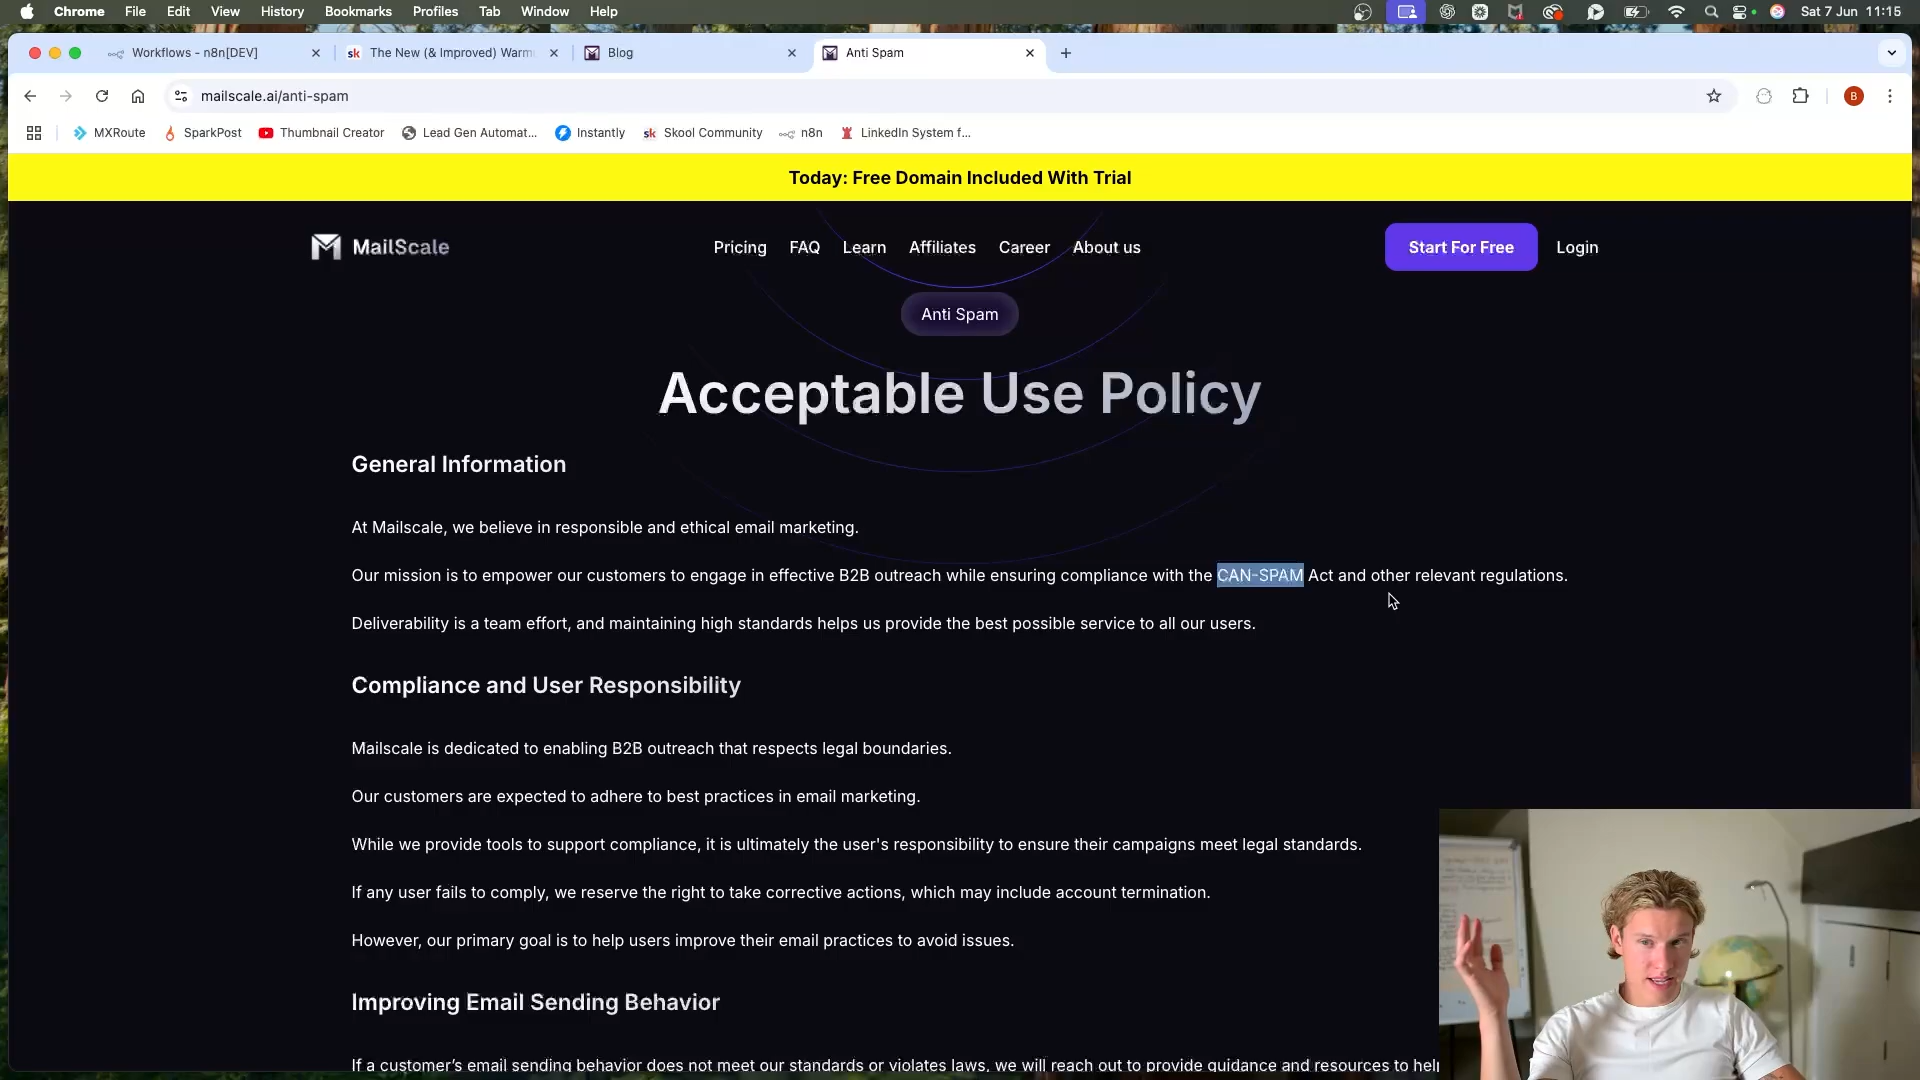 Chrome File Edit View History Bookmarks Profiles Tab Window Help Sat 7 Jun 11:15
Workflows - n8n[DEV] sk The New (& Improved) Warm Blog Anti Spam
mailscale.ai/anti-spam B
MXRoute SparkPost Thumbnail Creator Lead Gen Automat... Instantly sk Skool Community n8n LinkedIn System f...
Today: Free Domain Included With Trial
MailScale Pricing FAQ Learn Affiliates Career About us Start For Free Login
Anti Spam
Acceptable Use Policy
General Information
At Mailscale, we believe in responsible and ethical email marketing.
Our mission is to empower our customers to engage in effective B2B outreach while ensuring compliance with the CAN-SPAM Act and other relevant regulations.
Deliverability is a team effort, and maintaining high standards helps us provide the best possible service to all our users.
Compliance and User Responsibility
Mailscale is dedicated to enabling B2B outreach that respects legal boundaries.
Our customers are expected to adhere to best practices in email marketing.
While we provide tools to support compliance, it is ultimately the user's responsibility to ensure their campaigns meet legal standards.
If any user fails to comply, we reserve the right to take corrective actions, which may include account termination.
However, our primary goal is to help users improve their email practices to avoid issues.
Improving Email Sending Behavior
If a customer’s email sending behavior does not meet our standards or violates laws, we will reach out to provide guidance and resources to help